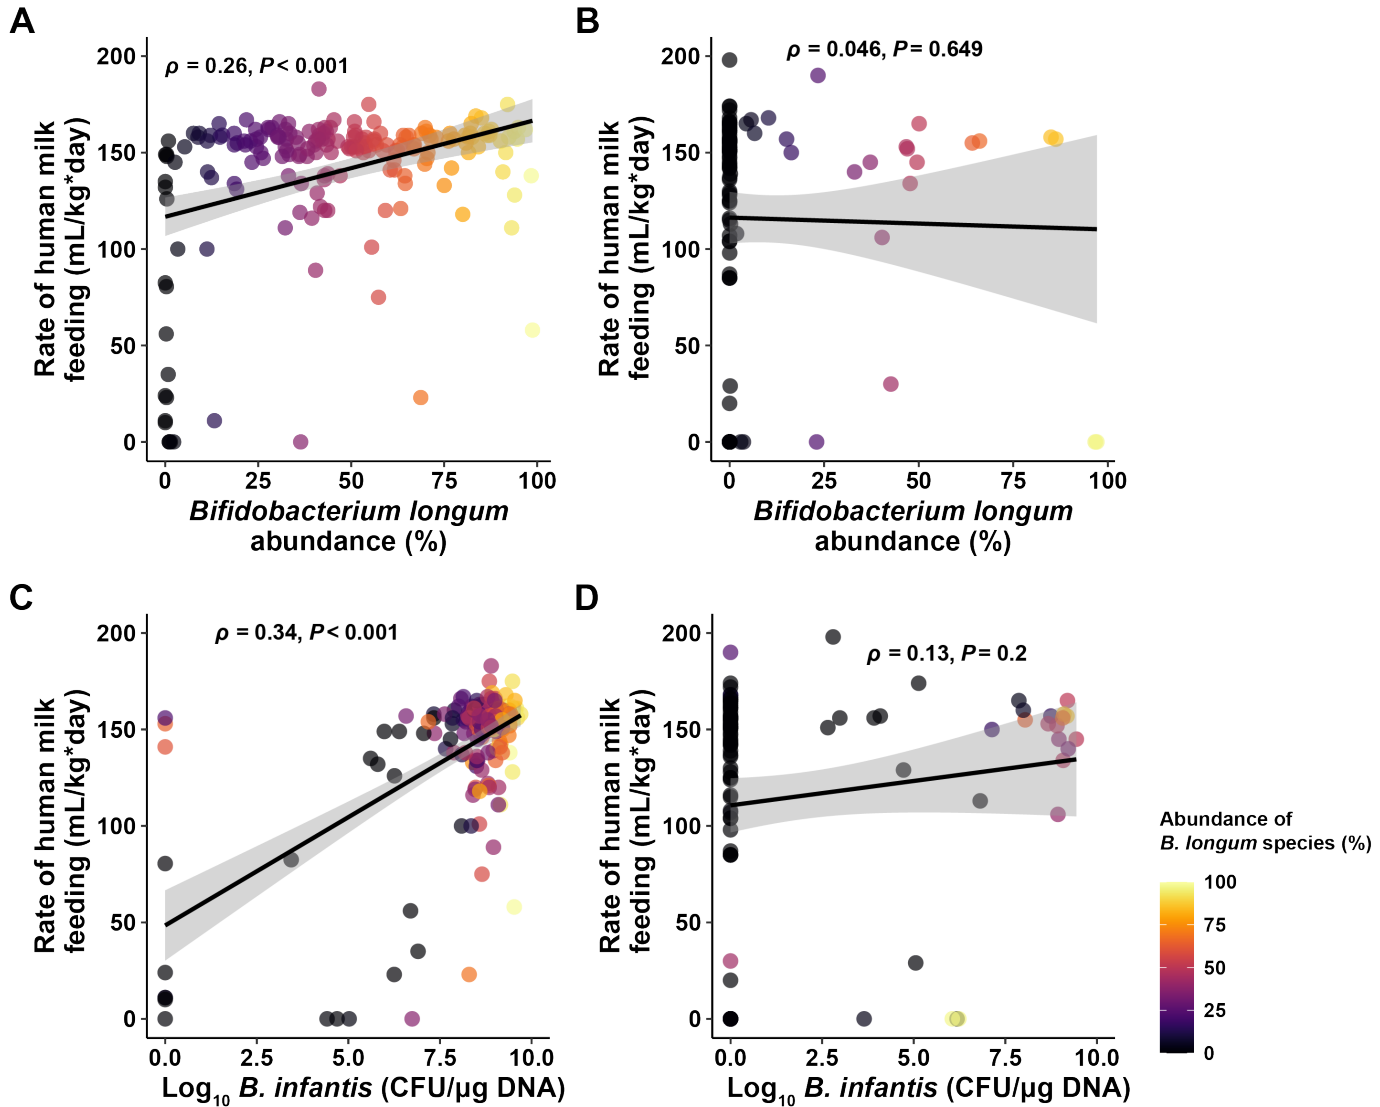 A
ρ = 0.26, P < 0.001
200
150
100
50
0
Rate of human milk
feeding (mL/kg*day)
0 25 50 75 100
Bifidobacterium longum
abundance (%)
B
ρ = 0.046, P = 0.649
200
150
100
50
0
Rate of human milk
feeding (mL/kg*day)
0 25 50 75 100
Bifidobacterium longum
abundance (%)
C
ρ = 0.34, P < 0.001
200
150
100
50
0
Rate of human milk
feeding (mL/kg*day)
0.0 2.5 5.0 7.5 10.0
Log₁₀ B. infantis (CFU/μg DNA)
D
ρ = 0.13, P = 0.2
200
150
100
50
0
Rate of human milk
feeding (mL/kg*day)
0.0 2.5 5.0 7.5 10.0
Log₁₀ B. infantis (CFU/μg DNA)
Abundance of
B. longum species (%)
100
75
50
25
0